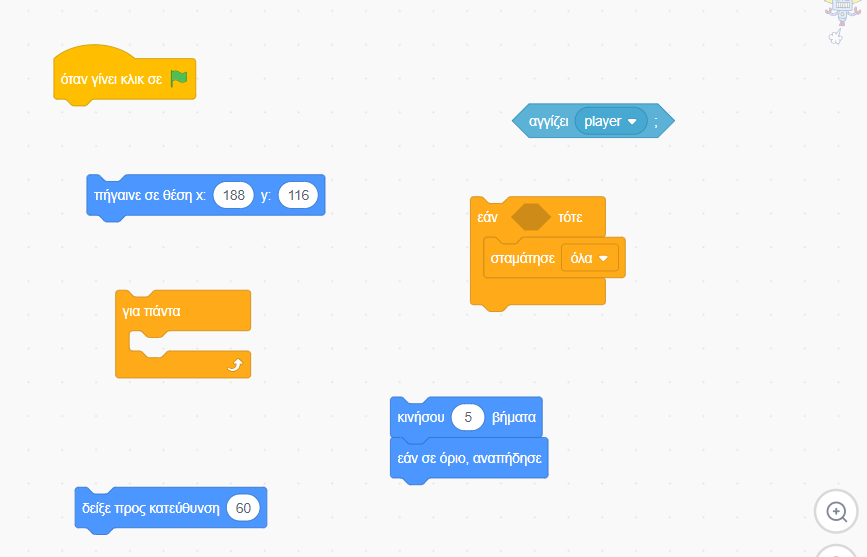 όταν γίνει κλικ σε
αγγίζει player ;
πήγαινε σε θέση x: 188 y: 116
εάν τότε
σταμάτησε όλα
για πάντα
κινήσου 5 βήματα
εάν σε όριο, αναπήδησε
δείξε προς κατεύθυνση 60